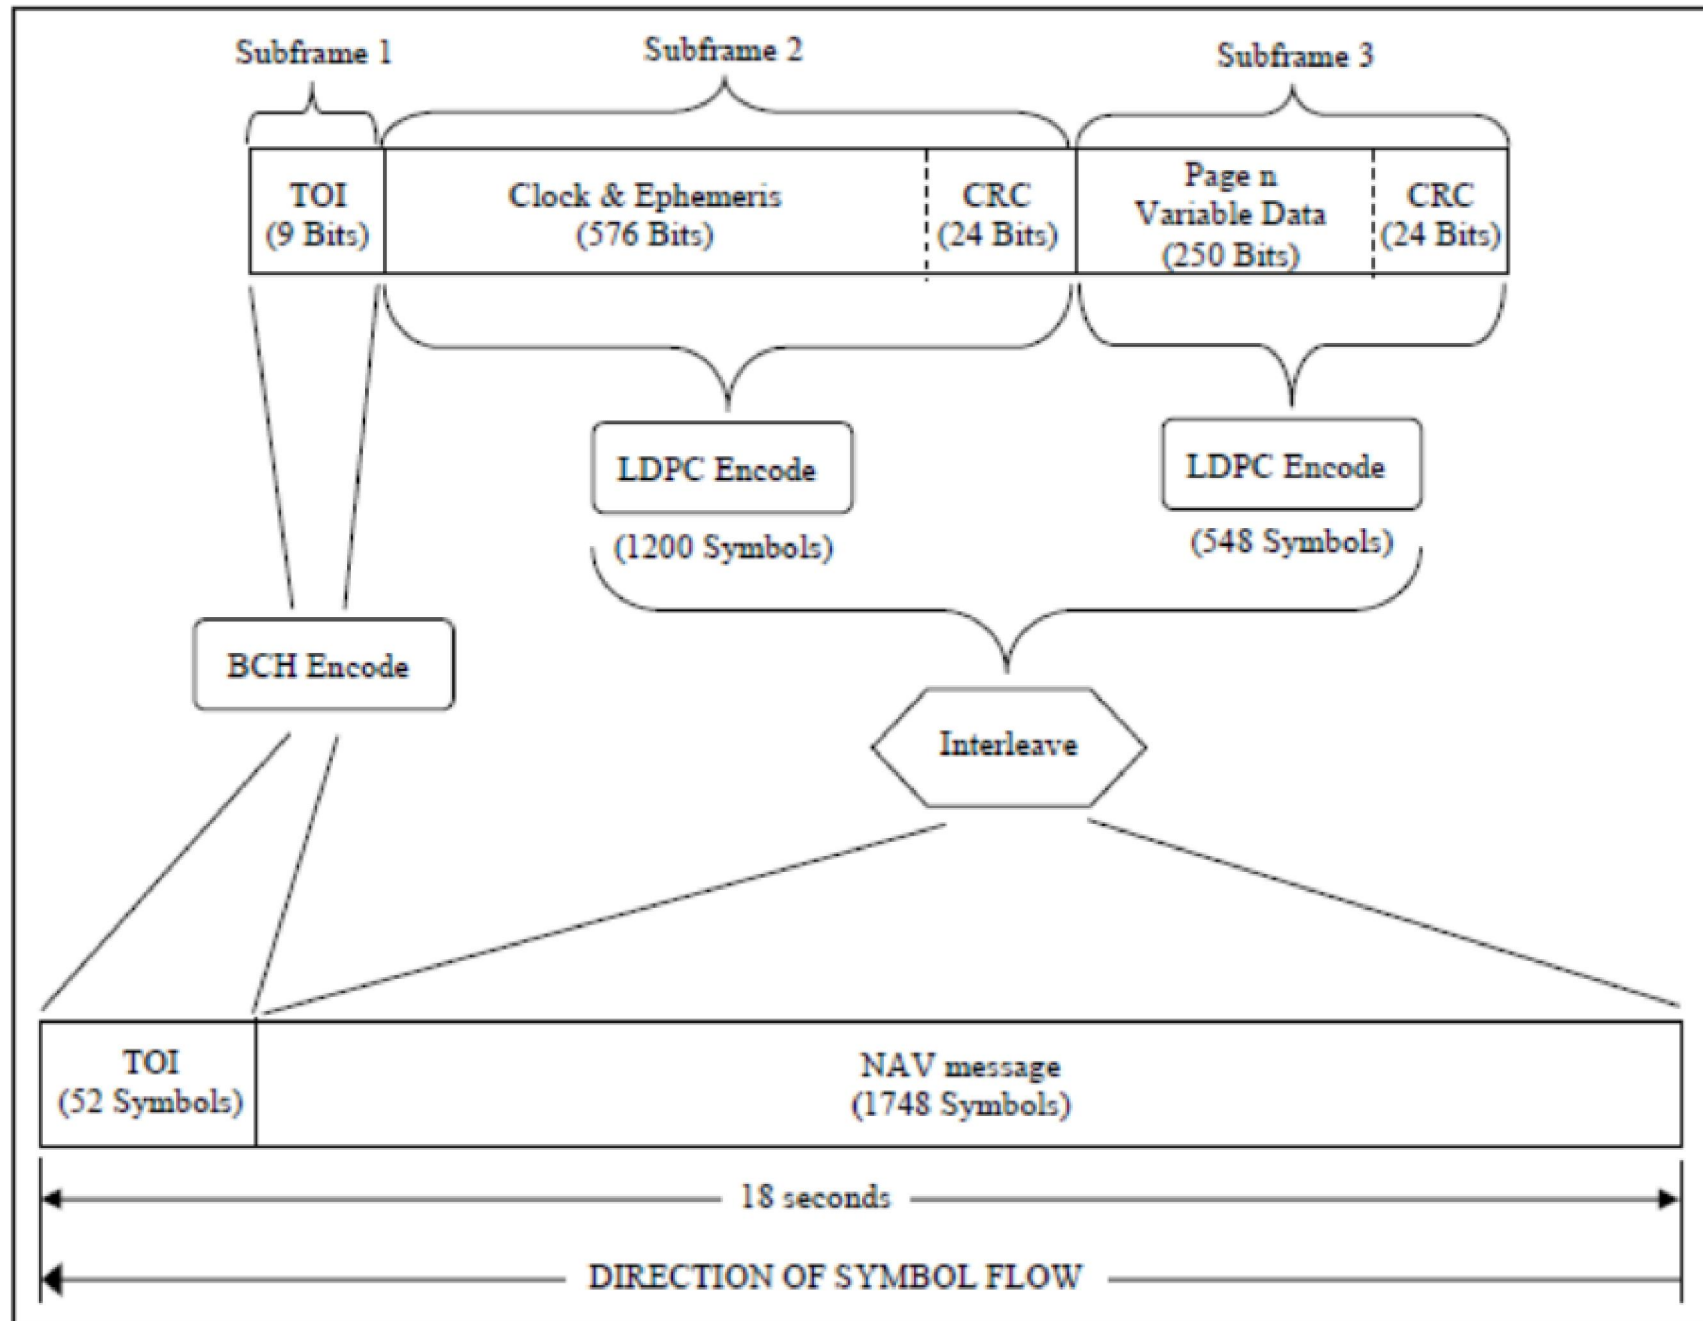 Subframe 1
Subframe 2
Subframe 3
TOI
(9 Bits)
Clock & Ephemeris
(576 Bits)
CRC
(24 Bits)
Page n
Variable Data
(250 Bits)
CRC
(24 Bits)
LDPC Encode
(1200 Symbols)
LDPC Encode
(548 Symbols)
BCH Encode
Interleave
TOI
(52 Symbols)
NAV message
(1748 Symbols)
18 seconds
DIRECTION OF SYMBOL FLOW